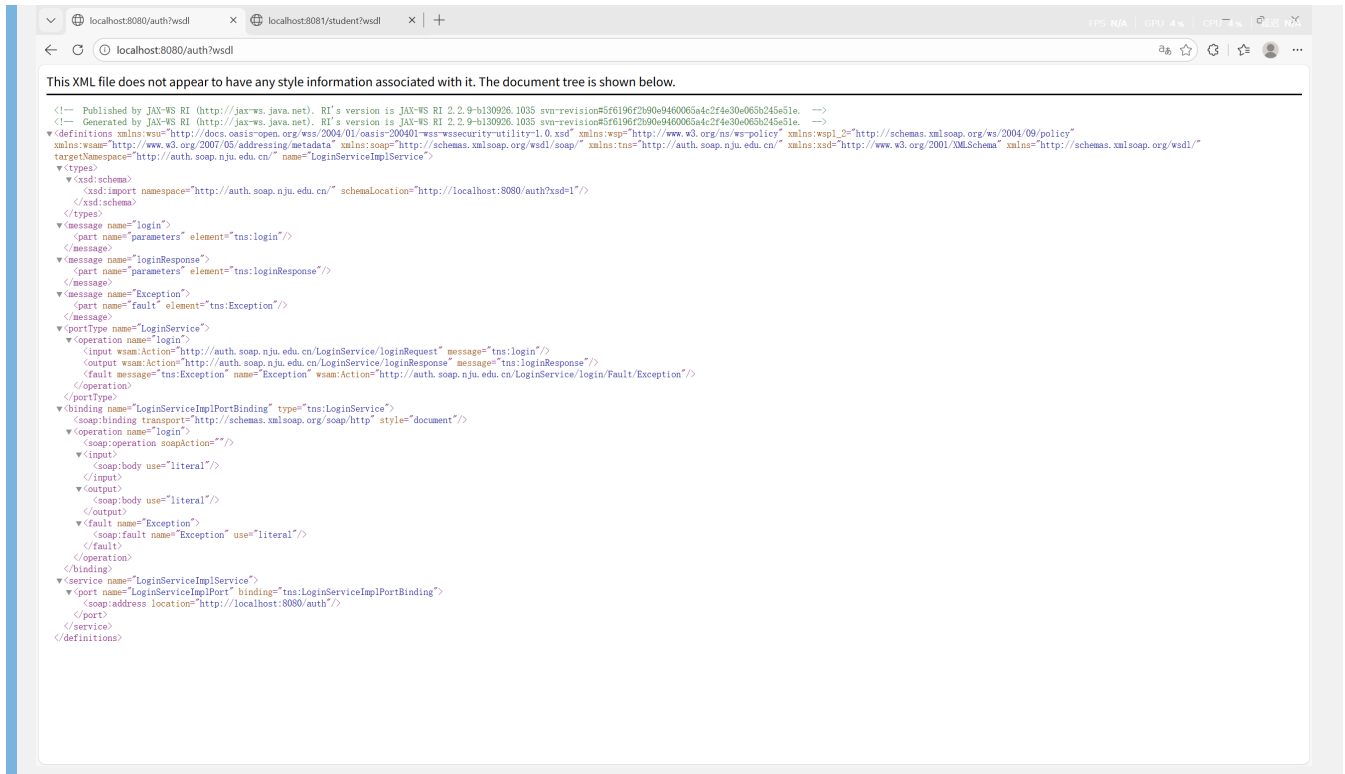 localhost:8080/auth?wsdl
localhost:8081/student?wsdl
FPS N/A | GPU 4% | CPU 4% | N/A
localhost:8080/auth?wsdl
This XML file does not appear to have any style information associated with it. The document tree is shown below.
<!-- Published by JAX-WS RI (http://jax-ws.java.net). RI's version is JAX-WS RI 2.2.9-b130926.1035 svn-revision#5f6196f2b90e9460065a4c2f4e30e065b245e51e. -->
<!-- Generated by JAX-WS RI (http://jax-ws.java.net). RI's version is JAX-WS RI 2.2.9-b130926.1035 svn-revision#5f6196f2b90e9460065a4c2f4e30e065b245e51e. -->
<definitions xmlns:wsu="http://docs.oasis-open.org/wss/2004/01/oasis-200401-wss-wssecurity-utility-1.0.xsd" xmlns:wsp="http://www.w3.org/ns/ws-policy" xmlns:wsp1_2="http://schemas.xmlsoap.org/ws/2004/09/policy"
xmlns:wsam="http://www.w3.org/2007/05/addressing/metadata" xmlns:soap="http://schemas.xmlsoap.org/wsdl/soap/" xmlns:tns="http://auth.soap.nju.edu.cn/" xmlns:xsd="http://www.w3.org/2001/XMLSchema" xmlns="http://schemas.xmlsoap.org/wsdl/"
targetNamespace="http://auth.soap.nju.edu.cn/" name="LoginServiceImplService">
<types>
<xsd:schema>
<xsd:import namespace="http://auth.soap.nju.edu.cn/" schemaLocation="http://localhost:8080/auth?xsd=1"/>
</xsd:schema>
</types>
<message name="login">
<part name="parameters" element="tns:login"/>
</message>
<message name="loginResponse">
<part name="parameters" element="tns:loginResponse"/>
</message>
<message name="Exception">
<part name="fault" element="tns:Exception"/>
</message>
<portType name="LoginService">
<operation name="login">
<input wsam:Action="http://auth.soap.nju.edu.cn/LoginService/loginRequest" message="tns:login"/>
<output wsam:Action="http://auth.soap.nju.edu.cn/LoginService/loginResponse" message="tns:loginResponse"/>
<fault message="tns:Exception" name="Exception" wsam:Action="http://auth.soap.nju.edu.cn/LoginService/login/Fault/Exception"/>
</operation>
</portType>
<binding name="LoginServiceImplPortBinding" type="tns:LoginService">
<soap:binding transport="http://schemas.xmlsoap.org/soap/http" style="document"/>
<operation name="login">
<soap:operation soapAction=""/>
<input>
<soap:body use="literal"/>
</input>
<output>
<soap:body use="literal"/>
</output>
<fault name="Exception">
<soap:fault name="Exception" use="literal"/>
</fault>
</operation>
</binding>
<service name="LoginServiceImplService">
<port name="LoginServiceImplPort" binding="tns:LoginServiceImplPortBinding">
<soap:address location="http://localhost:8080/auth"/>
</port>
</service>
</definitions>